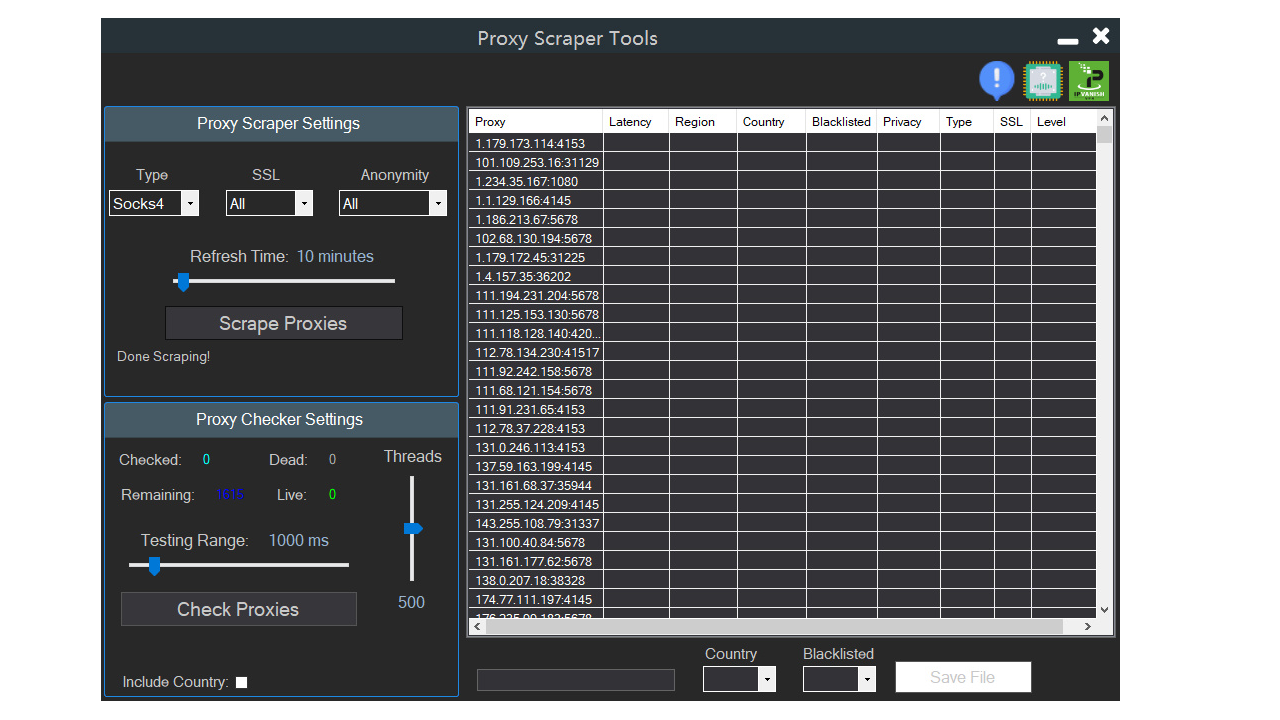 Proxy Scraper Tools
IPVANISH
Proxy Scraper Settings
Type SSL Anonymity
Socks4 All All
Refresh Time: 10 minutes
Scrape Proxies
Done Scraping!
Proxy Checker Settings
Checked: 0 Dead: 0 Threads
Remaining: Live: 0
Testing Range: 1000 ms
Check Proxies 500
Include Country:
Proxy Latency Region Country Blacklisted Privacy Type SSL Level
1.179.173.114:4153
101.109.253.16:31129
1.234.35.167:1080
1.1.129.166:4145
1.186.213.67:5678
102.68.130.194:5678
1.179.172.45:31225
1.4.157.35:36202
111.194.231.204:5678
111.125.153.130:5678
111.118.128.140:420...
112.78.134.230:41517
111.92.242.158:5678
111.68.121.154:5678
111.91.231.65:4153
112.78.37.228:4153
131.0.246.113:4153
137.59.163.199:4145
131.161.68.37:35944
131.255.124.209:4145
143.255.108.79:31337
131.100.40.84:5678
131.161.177.62:5678
138.0.207.18:38328
174.77.111.197:4145
Country Blacklisted
Save File